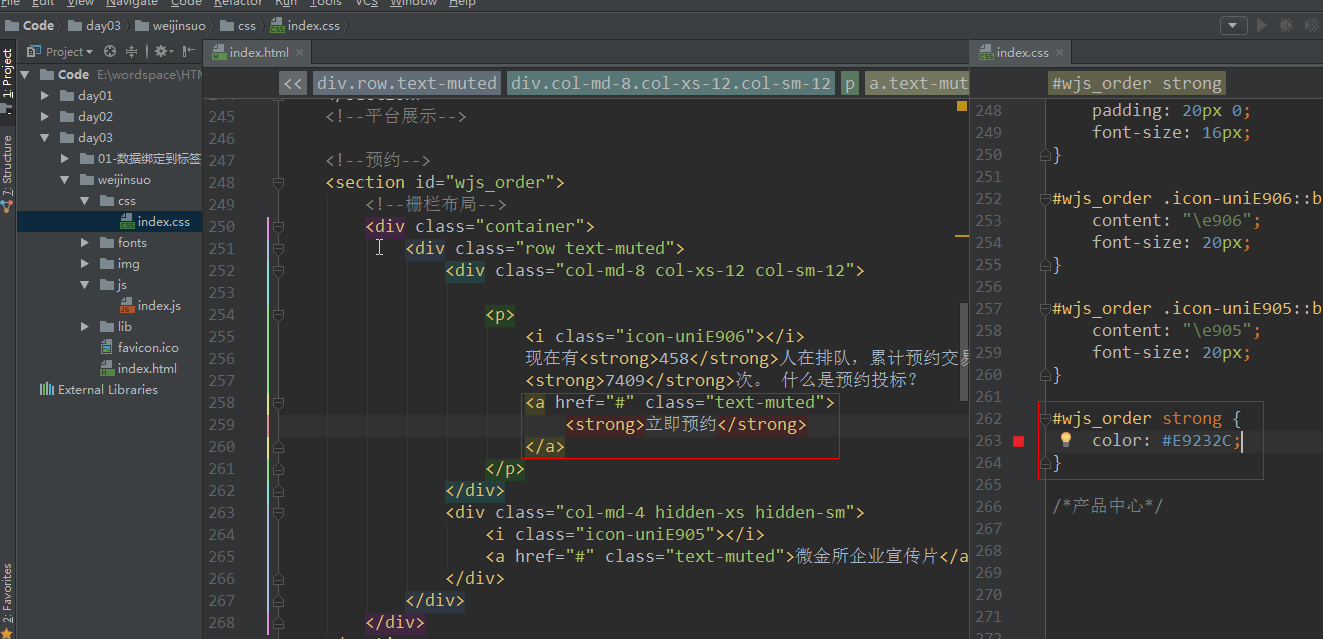 File Edit View Navigate Code Refactor Run Tools VCS Window Help
Code day03 weijinsuo css index.css
1: Project
7: Structure
2: Favorites
Project
Code E:\wordspace\HTM
day01
day02
day03
01-数据绑定到标签
weijinsuo
css
index.css
fonts
img
js
index.js
lib
favicon.ico
index.html
External Libraries
index.html
<< div.row.text-muted div.col-md-8.col-xs-12.col-sm-12 p a.text-mut
245 <!--平台展示-->
246
247 <!--预约-->
248 <section id="wjs_order">
249 <!--栅栏布局-->
250 <div class="container">
251 <div class="row text-muted">
252 <div class="col-md-8 col-xs-12 col-sm-12">
253
254 <p>
255 <i class="icon-uniE906"></i>
256 现在有<strong>458</strong>人在排队，累计预约交易
257 <strong>7409</strong>次。 什么是预约投标？
258 <a href="#" class="text-muted">
259 <strong>立即预约</strong>
260 </a>
261 </p>
262 </div>
263 <div class="col-md-4 hidden-xs hidden-sm">
264 <i class="icon-uniE905"></i>
265 <a href="#" class="text-muted">微金所企业宣传片</a
266 </div>
267 </div>
268 </div>
index.css
#wjs_order strong
248 padding: 20px 0;
249 font-size: 16px;
250 }
251
252 #wjs_order .icon-uniE906::b
253 content: "\e906";
254 font-size: 20px;
255 }
256
257 #wjs_order .icon-uniE905::b
258 content: "\e905";
259 font-size: 20px;
260 }
261
262 #wjs_order strong {
263 color: #E9232C;
264 }
265
266 /*产品中心*/
267
268
269
270
271
272